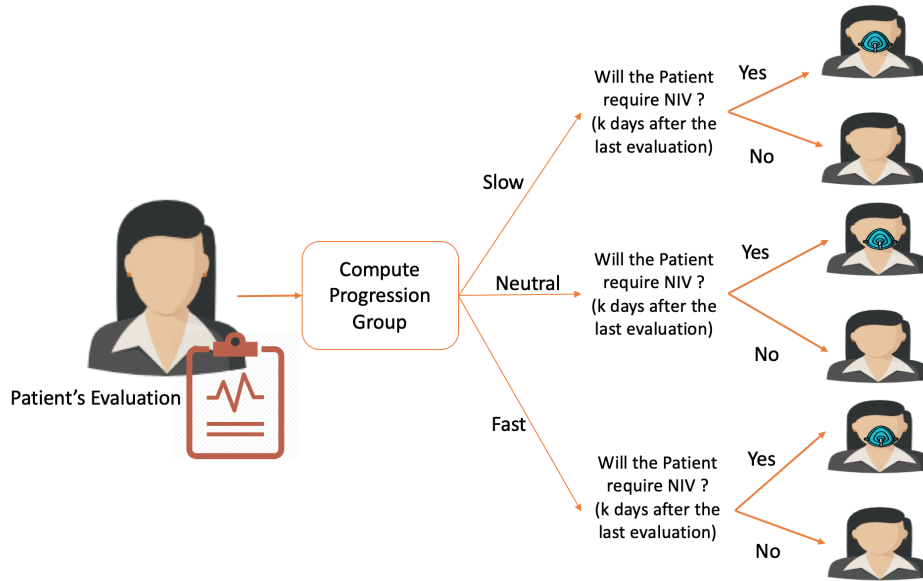 Patient's Evaluation
Compute
Progression
Group
Slow
Will the Patient
require NIV ?
(k days after the
last evaluation)
Yes
No
Neutral
Will the Patient
require NIV ?
(k days after the
last evaluation)
Yes
No
Fast
Will the Patient
require NIV ?
(k days after the
last evaluation)
Yes
No